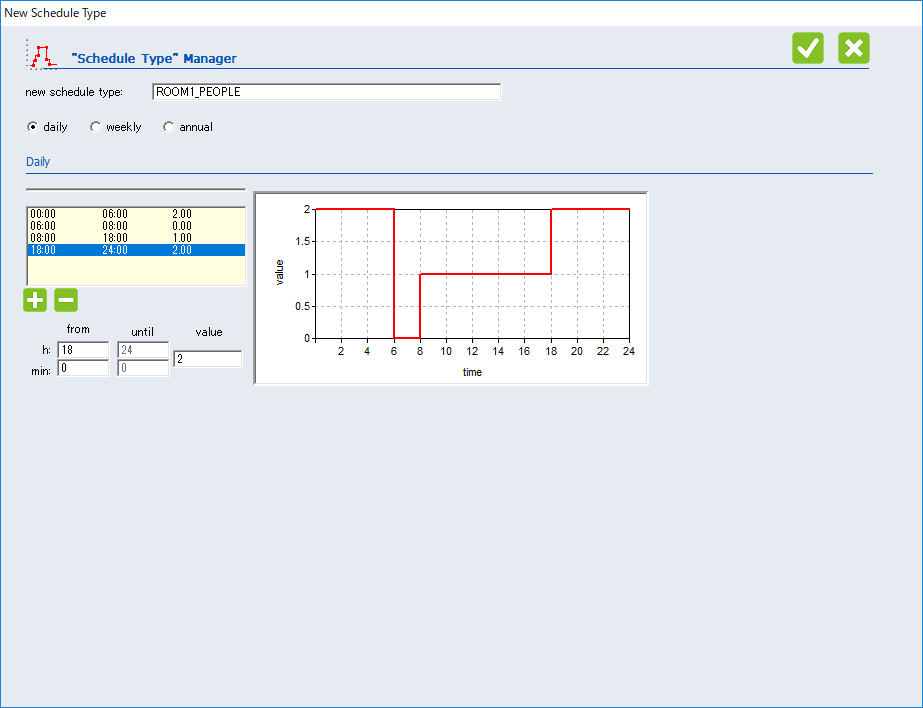 New Schedule Type
"Schedule Type" Manager
new schedule type: ROOM1_PEOPLE
daily weekly annual
Daily
00:00 06:00 2.00
06:00 08:00 0.00
08:00 18:00 1.00
18:00 24:00 2.00
from until value
h: 18 24
2
min: 0 0
value
2
1.5
1
0.5
0
2 4 6 8 10 12 14 16 18 20 22 24
time